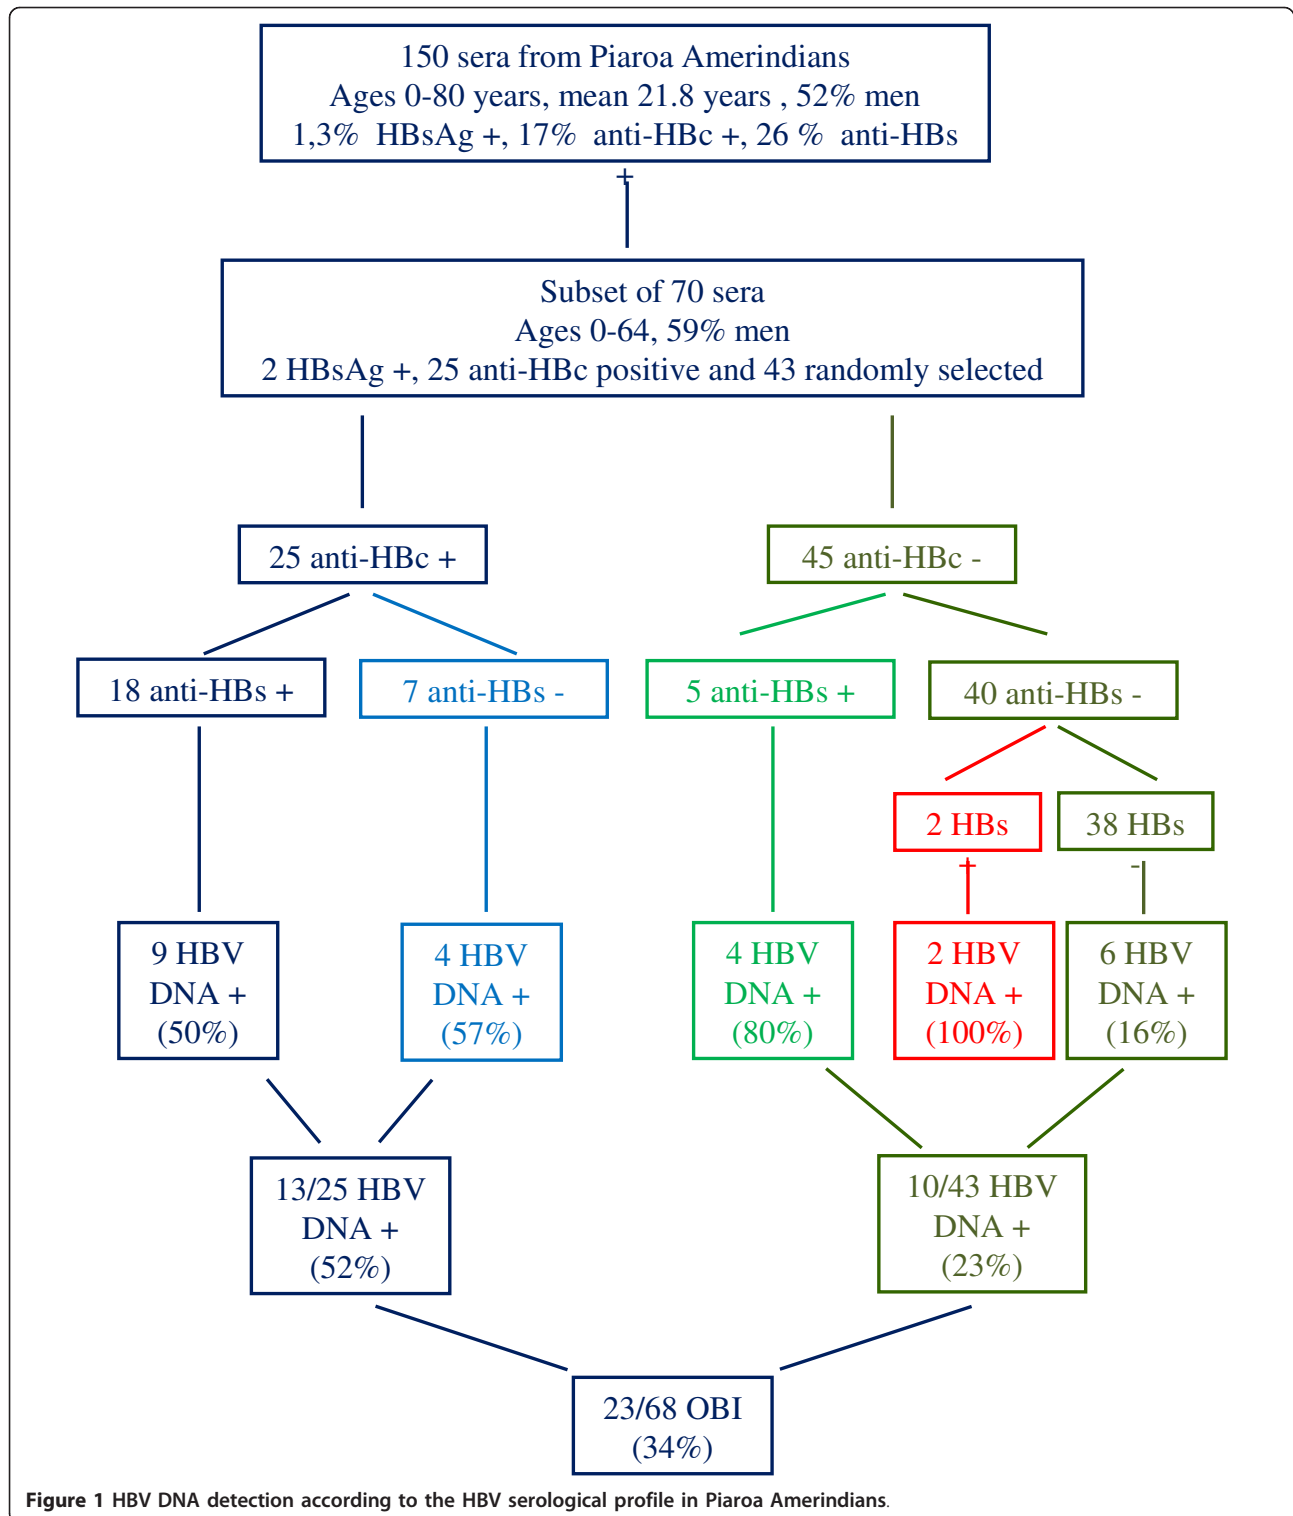 150 sera from Piaroa Amerindians
Ages 0-80 years, mean 21.8 years , 52% men
1,3% HBsAg +, 17% anti-HBc +, 26 % anti-HBs
+
Subset of 70 sera
Ages 0-64, 59% men
2 HBsAg +, 25 anti-HBc positive and 43 randomly selected
25 anti-HBc +
45 anti-HBc -
18 anti-HBs +
7 anti-HBs -
5 anti-HBs +
40 anti-HBs -
2 HBs
+
38 HBs
-
9 HBV
DNA +
(50%)
4 HBV
DNA +
(57%)
4 HBV
DNA +
(80%)
2 HBV
DNA +
(100%)
6 HBV
DNA +
(16%)
13/25 HBV
DNA +
(52%)
10/43 HBV
DNA +
(23%)
23/68 OBI
(34%)
Figure 1 HBV DNA detection according to the HBV serological profile in Piaroa Amerindians.